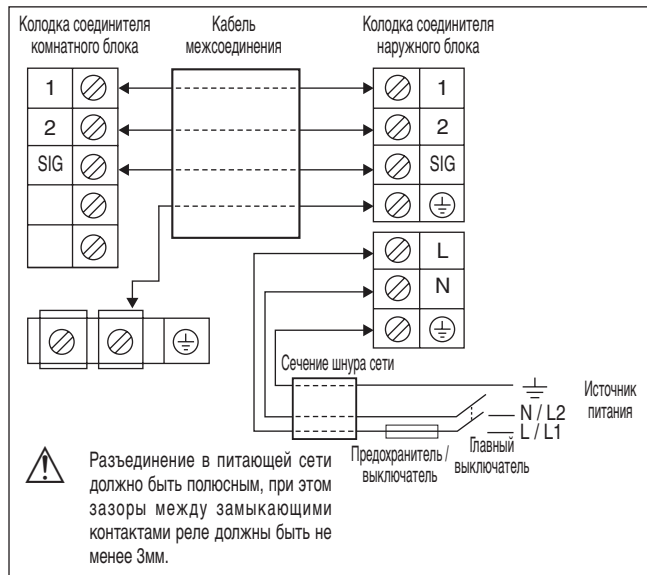 Колодка соединителя
комнатного блока
Кабель
межсоединения
Колодка соединителя
наружного блока
1
2
SIG
1
2
SIG
L
N
Сечение шнура сети
Источник
питания
N / L2
L / L1
Предохранитель /
выключатель
Главный
выключатель
Разъединение в питающей сети
должно быть полюсным, при этом
зазоры между замыкающими
контактами реле должны быть не
менее 3мм.